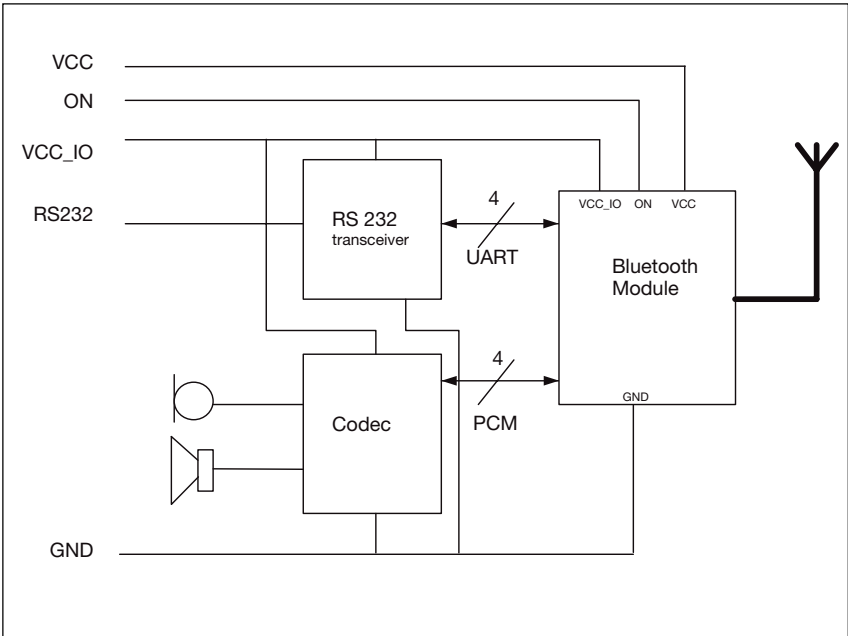 VCC
ON
VCC_IO
RS232
RS 232
transceiver
4
UART
VCC_IO ON VCC
Bluetooth
Module
GND
4
PCM
Codec
GND